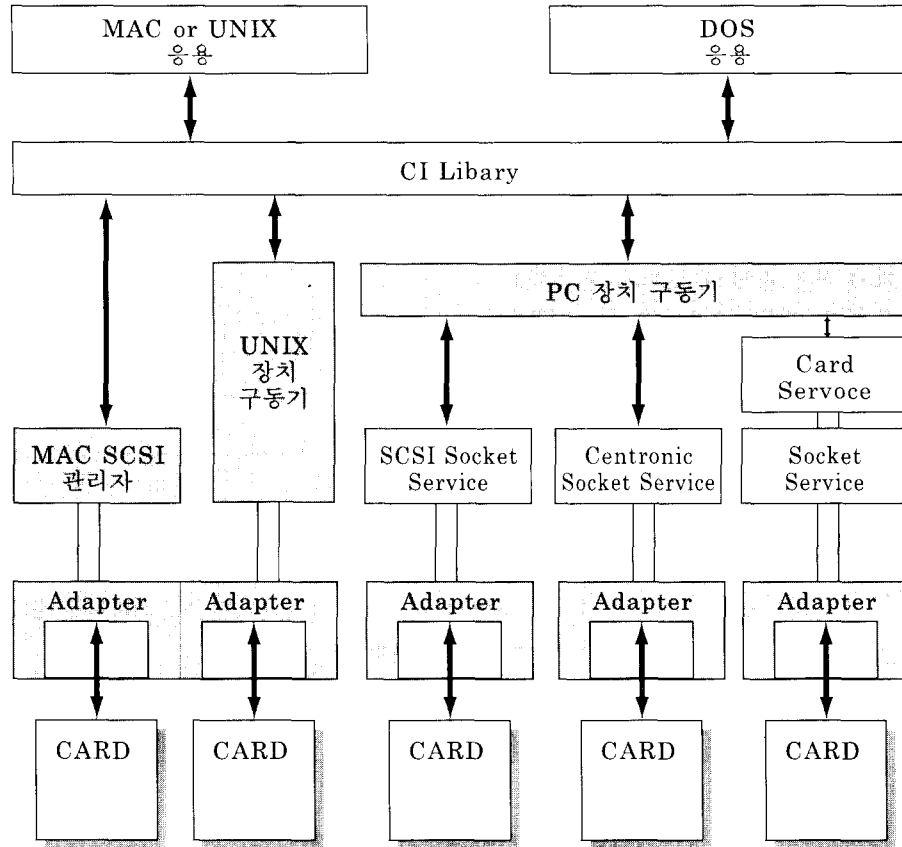 MAC or UNIX
응용
DOS
응용
CI Libary
PC 장치 구동기
UNIX
장치
구동기
Card
Servoce
MAC SCSI
관리자
SCSI Socket
Service
Centronic
Socket Service
Socket
Service
Adapter
Adapter
Adapter
Adapter
Adapter
CARD
CARD
CARD
CARD
CARD